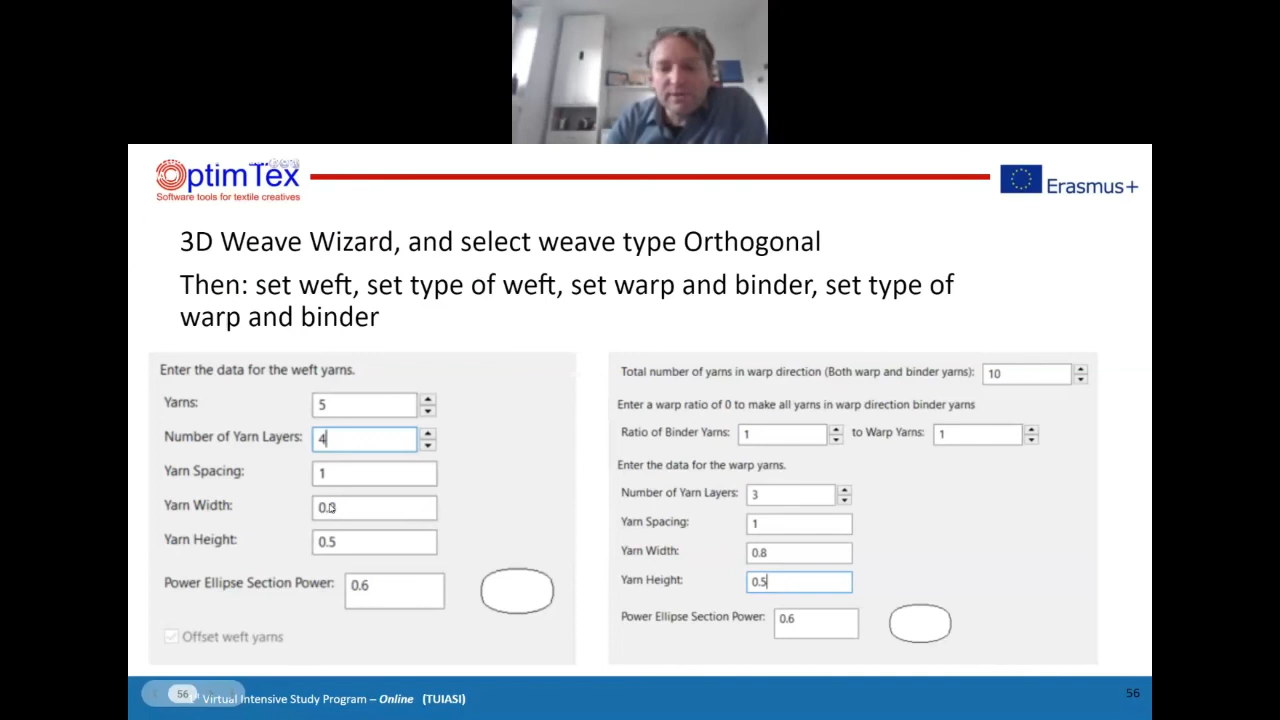 OptimTex
Software tools for textile creatives
Erasmus+
3D Weave Wizard, and select weave type Orthogonal
Then: set weft, set type of weft, set warp and binder, set type of
warp and binder
Enter the data for the weft yarns.
Yarns: 5
Number of Yarn Layers: 4
Yarn Spacing: 1
Yarn Width: 0.8
Yarn Height: 0.5
Power Ellipse Section Power: 0.6
Offset weft yarns
Total number of yarns in warp direction (Both warp and binder yarns): 10
Enter a warp ratio of 0 to make all yarns in warp direction binder yarns
Ratio of Binder Yarns: 1 to Warp Yarns: 1
Enter the data for the warp yarns.
Number of Yarn Layers: 3
Yarn Spacing: 1
Yarn Width: 0.8
Yarn Height: 0.5
Power Ellipse Section Power: 0.6
56 Virtual Intensive Study Program – Online (TUIASI)
56